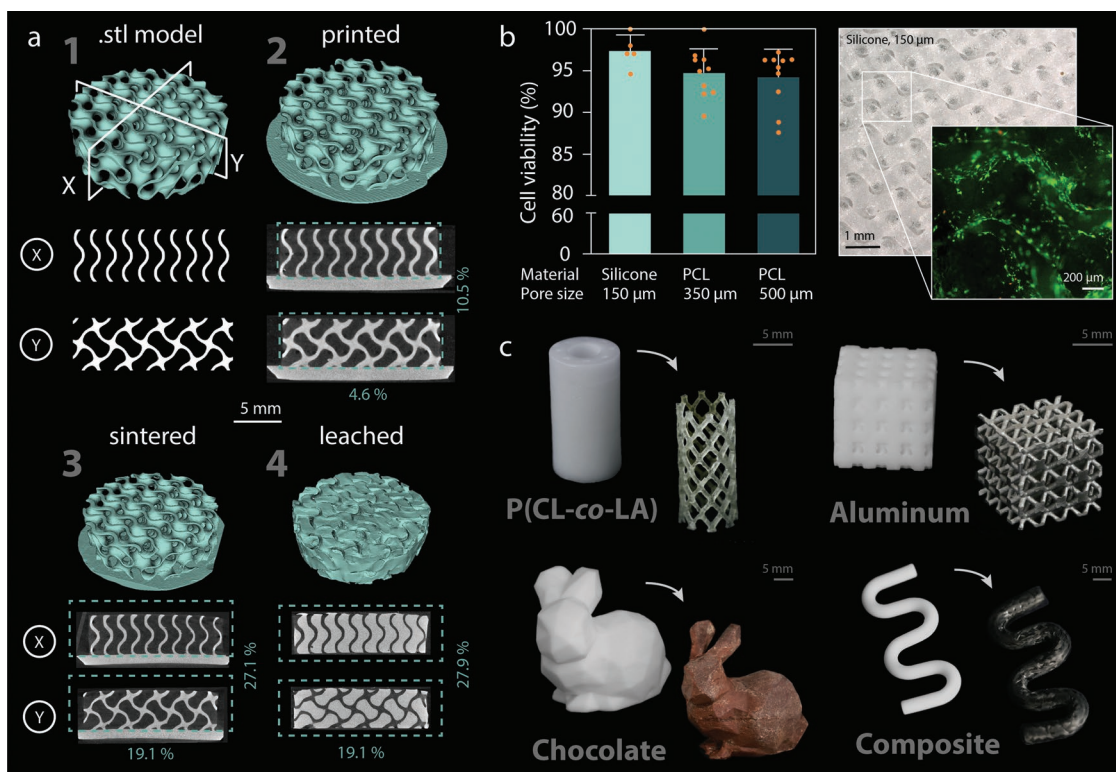 a
1
.stl model
2
printed
X
Y
X
Y
10.5 %
4.6 %
5 mm
3
sintered
4
leached
X
Y
27.1 %
19.1 %
27.9 %
19.1 %
b
Cell viability (%)
100
95
90
85
80
60
0
Material
Pore size
Silicone
150 μm
PCL
350 μm
PCL
500 μm
Silicone, 150 μm
1 mm
200 μm
c
5 mm
P(CL-co-LA)
5 mm
Aluminum
5 mm
Chocolate
5 mm
Composite